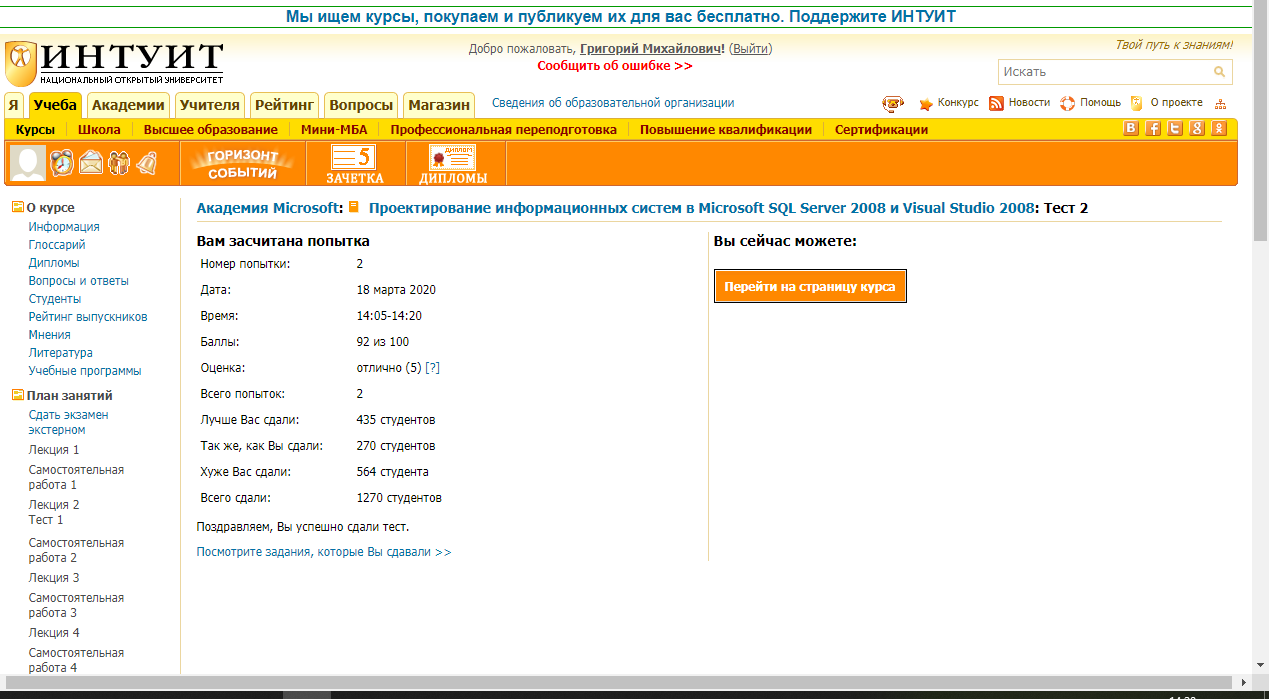 Мы ищем курсы, покупаем и публикуем их для вас бесплатно. Поддержите ИНТУИТ
ИНТУИТ
НАЦИОНАЛЬНЫЙ ОТКРЫТЫЙ УНИВЕРСИТЕТ
Добро пожаловать, Григорий Михайлович! (Выйти)
Сообщить об ошибке >>
Твой путь к знаниям!
Искать
Я Учеба Академии Учителя Рейтинг Вопросы Магазин
Сведения об образовательной организации
Конкурс Новости Помощь О проекте
Курсы Школа Высшее образование Мини-МБА Профессиональная переподготовка Повышение квалификации Сертификации
ГОРИЗОНТ
СОБЫТИЙ
5
ЗАЧЕТКА
ДИПЛОМ
ДИПЛОМЫ
О курсе
Информация
Глоссарий
Дипломы
Вопросы и ответы
Студенты
Рейтинг выпускников
Мнения
Литература
Учебные программы
План занятий
Сдать экзамен
экстерном
Лекция 1
Самостоятельная
работа 1
Лекция 2
Тест 1
Самостоятельная
работа 2
Лекция 3
Самостоятельная
работа 3
Лекция 4
Самостоятельная
работа 4
Академия Microsoft: Проектирование информационных систем в Microsoft SQL Server 2008 и Visual Studio 2008: Тест 2
Вам засчитана попытка
Номер попытки: 2
Дата: 18 марта 2020
Время: 14:05-14:20
Баллы: 92 из 100
Оценка: отлично (5) [?]
Всего попыток: 2
Лучше Вас сдали: 435 студентов
Так же, как Вы сдали: 270 студентов
Хуже Вас сдали: 564 студента
Всего сдали: 1270 студентов
Поздравляем, Вы успешно сдали тест.
Посмотрите задания, которые Вы сдавали >>
Вы сейчас можете:
Перейти на страницу курса